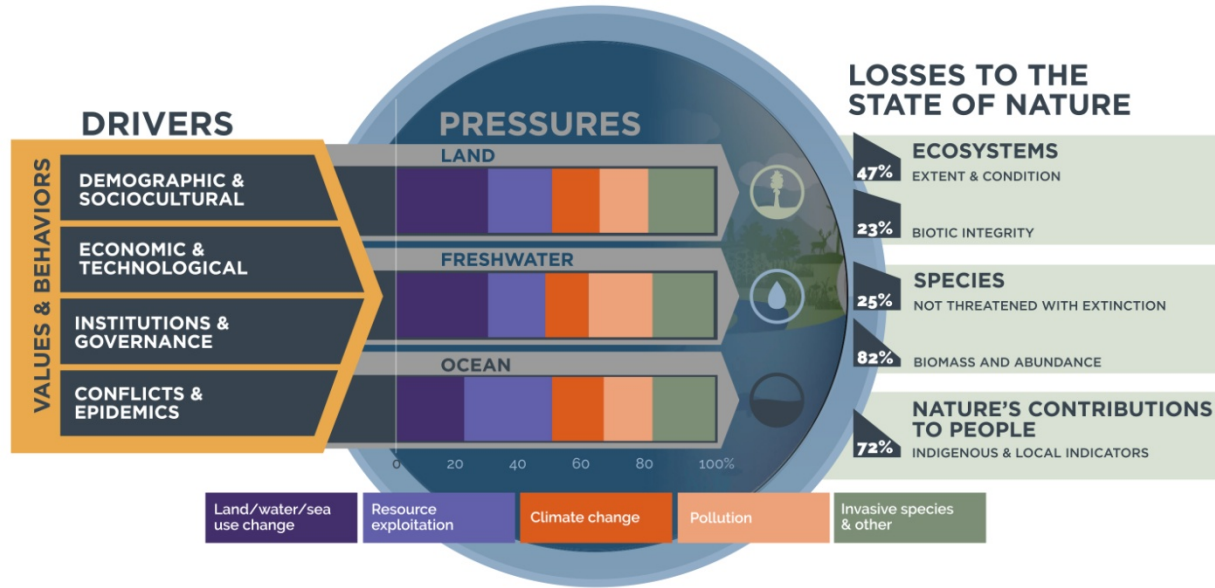 LOSSES TO THE
STATE OF NATURE
DRIVERS
PRESSURES
VALUES & BEHAVIORS
DEMOGRAPHIC &
SOCIOCULTURAL
ECONOMIC &
TECHNOLOGICAL
INSTITUTIONS &
GOVERNANCE
CONFLICTS &
EPIDEMICS
LAND
FRESHWATER
OCEAN
0 20 40 60 80 100%
47%
ECOSYSTEMS
EXTENT & CONDITION
23%
BIOTIC INTEGRITY
25%
SPECIES
NOT THREATENED WITH EXTINCTION
82%
BIOMASS AND ABUNDANCE
72%
NATURE'S CONTRIBUTIONS
TO PEOPLE
INDIGENOUS & LOCAL INDICATORS
Land/water/sea
use change
Resource
exploitation
Climate change
Pollution
Invasive species
& other